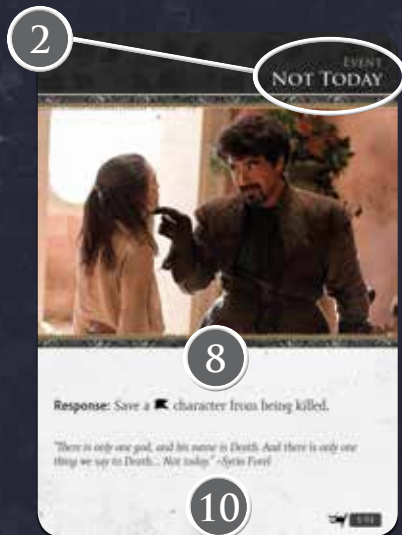 2
EVENT
NOT TODAY
8
Response: Save a character from being killed.
"There is only one god, and his name is Death. And there is only one
thing we say to Death... Not today." –Syrio Forel
10